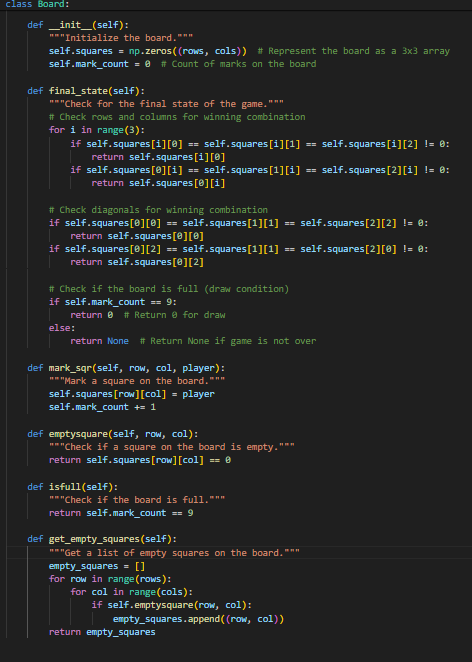 class Board:
    def __init__(self):
        """Initialize the board."""
        self.squares = np.zeros((rows, cols))  # Represent the board as a 3x3 array
        self.mark_count = 0  # Count of marks on the board

    def final_state(self):
        """Check for the final state of the game."""
        # Check rows and columns for winning combination
        for i in range(3):
            if self.squares[i][0] == self.squares[i][1] == self.squares[i][2] != 0:
                return self.squares[i][0]
            if self.squares[0][i] == self.squares[1][i] == self.squares[2][i] != 0:
                return self.squares[0][i]

        # Check diagonals for winning combination
        if self.squares[0][0] == self.squares[1][1] == self.squares[2][2] != 0:
            return self.squares[0][0]
        if self.squares[0][2] == self.squares[1][1] == self.squares[2][0] != 0:
            return self.squares[0][2]

        # Check if the board is full (draw condition)
        if self.mark_count == 9:
            return 0  # Return 0 for draw
        else:
            return None  # Return None if game is not over

    def mark_sqr(self, row, col, player):
        """Mark a square on the board."""
        self.squares[row][col] = player
        self.mark_count += 1

    def emptysquare(self, row, col):
        """Check if a square on the board is empty."""
        return self.squares[row][col] == 0

    def isfull(self):
        """Check if the board is full."""
        return self.mark_count == 9

    def get_empty_squares(self):
        """Get a list of empty squares on the board."""
        empty_squares = []
        for row in range(rows):
            for col in range(cols):
                if self.emptysquare(row, col):
                    empty_squares.append((row, col))
        return empty_squares